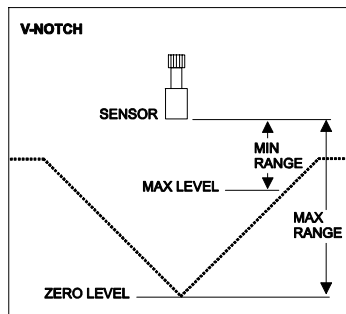 V-NOTCH
SENSOR
MIN
RANGE
MAX LEVEL
MAX
RANGE
ZERO LEVEL